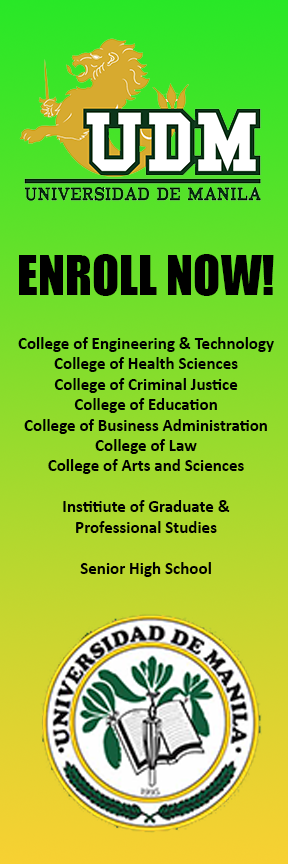 UDM
UNIVERSIDAD DE MANILA
ENROLL NOW!
College of Engineering & Technology
College of Health Sciences
College of Criminal Justice
College of Education
College of Business Administration
College of Law
College of Arts and Sciences
Institiute of Graduate &
Professional Studies
Senior High School
UNIVERSIDAD DE MANILA
1995